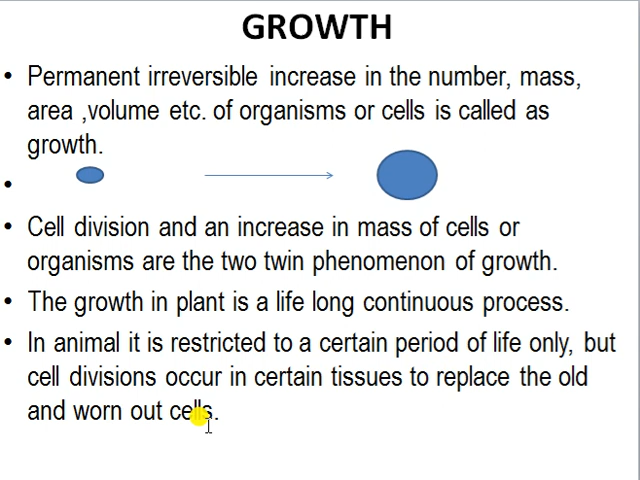 GROWTH
• Permanent irreversible increase in the number, mass,
area ,volume etc. of organisms or cells is called as
growth.
•
• Cell division and an increase in mass of cells or
organisms are the two twin phenomenon of growth.
• The growth in plant is a life long continuous process.
• In animal it is restricted to a certain period of life only, but
cell divisions occur in certain tissues to replace the old
and worn out cells.